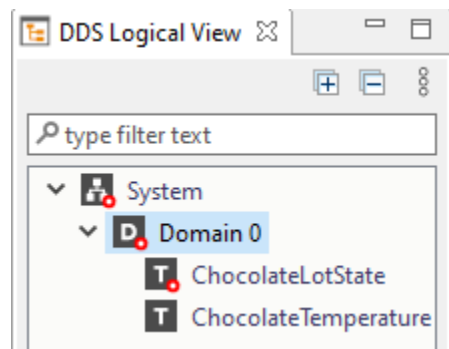 DDS Logical View
type filter text
System
D Domain 0
T ChocolateLotState
T ChocolateTemperature